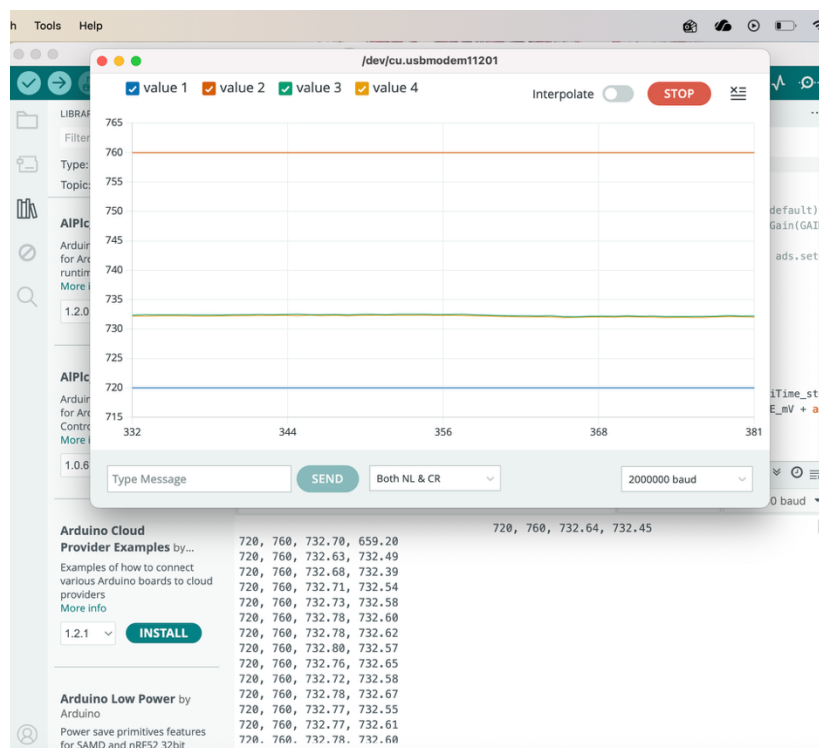 h Tools Help
/dev/cu.usbmodem11201
value 1 value 2 value 3 value 4
Interpolate STOP
765
760
755
750
745
740
735
730
725
720
715
332 344 356 368 381
Type Message SEND Both NL & CR 2000000 baud
LIBRAR
Filter
Type:
Topic:
AIPlc
Arduin
for Ard
runtim
More i
1.2.0
AIPlc
Arduin
for Ard
Contro
More i
1.0.6
default)
Gain(GAI
ads.set
iTime_st
E_mV + a
0 baud
Arduino Cloud
Provider Examples by...
Examples of how to connect
various Arduino boards to cloud
providers
More info
1.2.1 INSTALL
Arduino Low Power by
Arduino
Power save primitives features
for SAMD and nRF52 32bit
720, 760, 732.64, 732.45
720, 760, 732.70, 659.20
720, 760, 732.63, 732.49
720, 760, 732.68, 732.39
720, 760, 732.71, 732.54
720, 760, 732.73, 732.58
720, 760, 732.78, 732.60
720, 760, 732.78, 732.62
720, 760, 732.80, 732.57
720, 760, 732.76, 732.65
720, 760, 732.72, 732.58
720, 760, 732.78, 732.67
720, 760, 732.77, 732.55
720, 760, 732.77, 732.61
720, 760, 732.78, 732.60